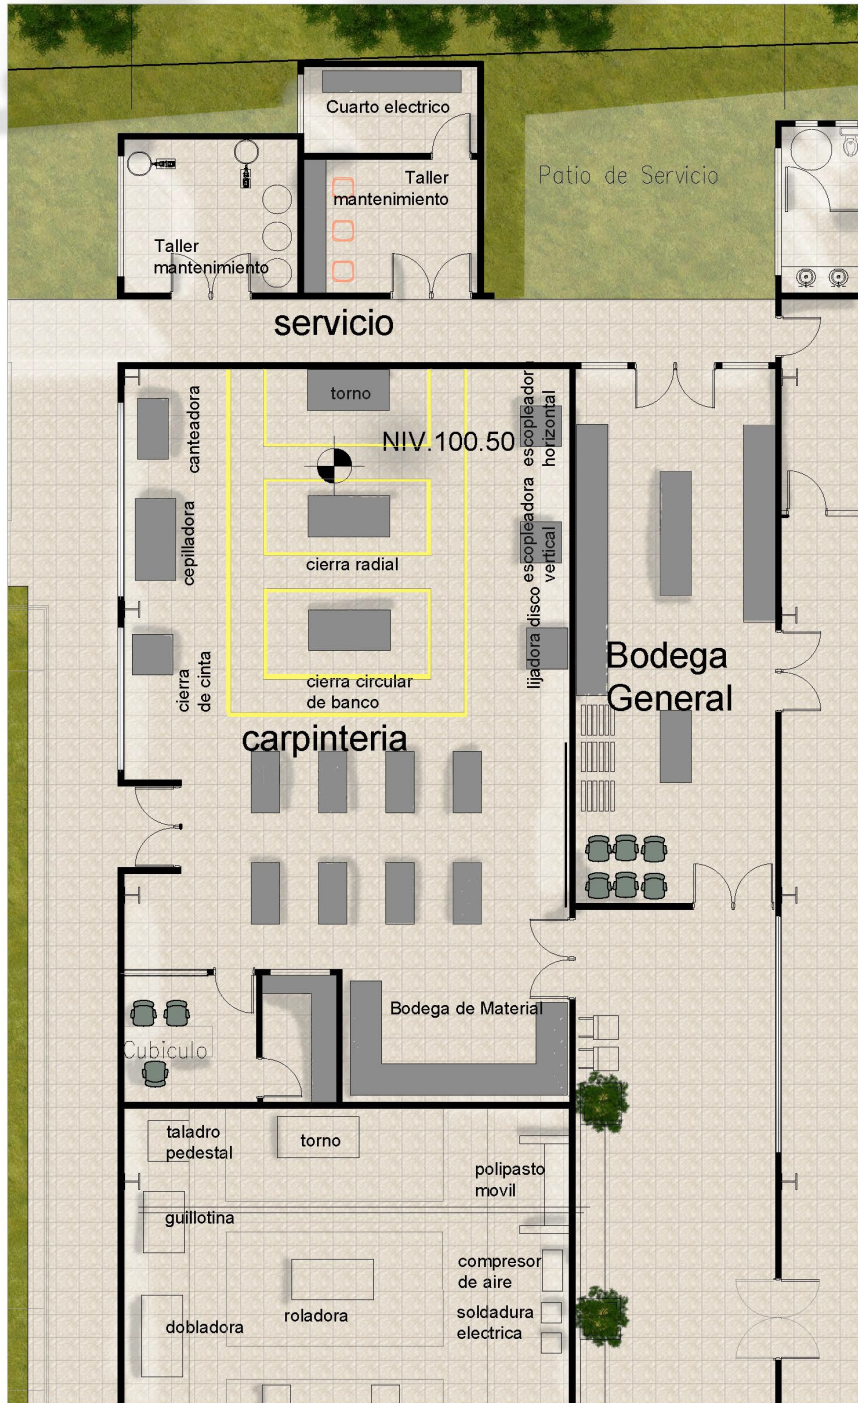 Cuarto electrico
Taller
mantenimiento
Patio de Servicio
Taller
mantenimiento
servicio
torno
canteadora
NIV.100.50
escopleador
horizontal
cepilladora
cierra radial
escopleadora
vertical
lijadora disco
cierra
de cinta
cierra circular
de banco
Bodega
General
carpinteria
Bodega de Material
Cubiculo
taladro
pedestal
torno
polipasto
movil
guillotina
compresor
de aire
roladora
soldadura
electrica
dobladora